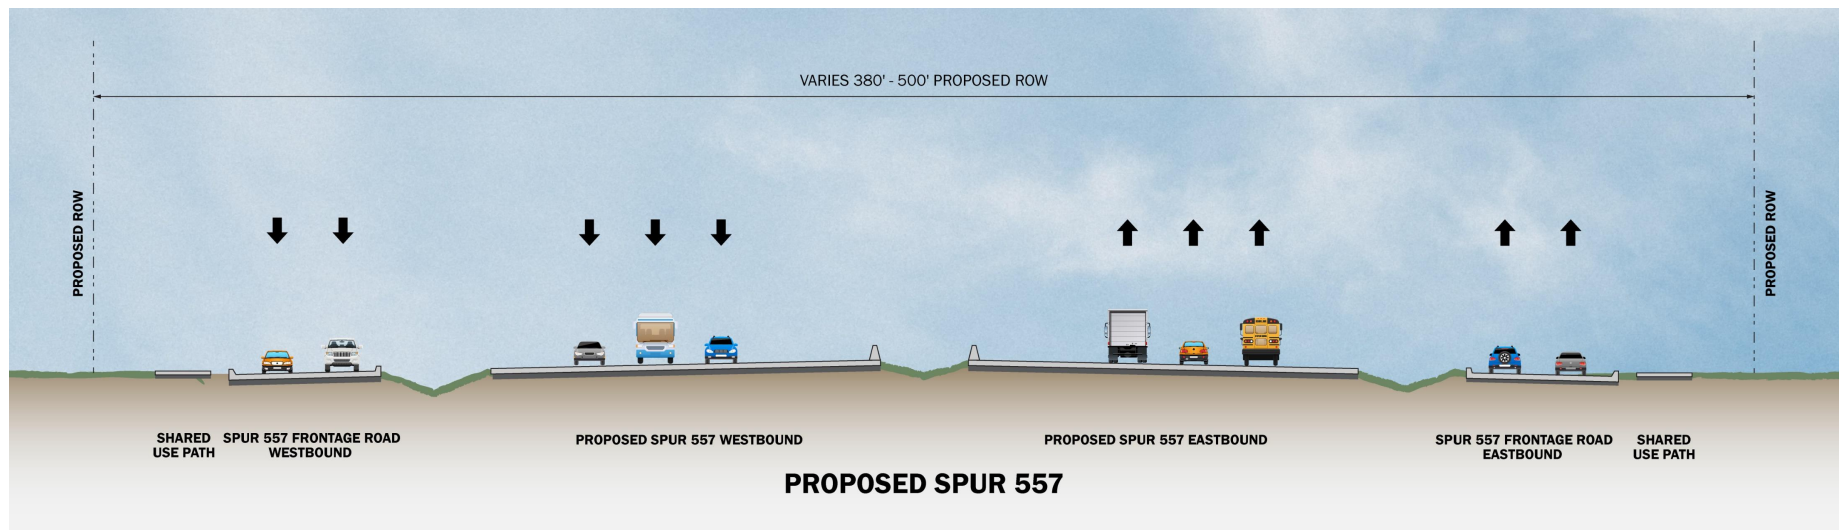 VARIES 380' - 500' PROPOSED ROW
PROPOSED ROW
PROPOSED ROW
SHARED
USE PATH
SPUR 557 FRONTAGE ROAD
WESTBOUND
PROPOSED SPUR 557 WESTBOUND
PROPOSED SPUR 557 EASTBOUND
SPUR 557 FRONTAGE ROAD
EASTBOUND
SHARED
USE PATH
PROPOSED SPUR 557